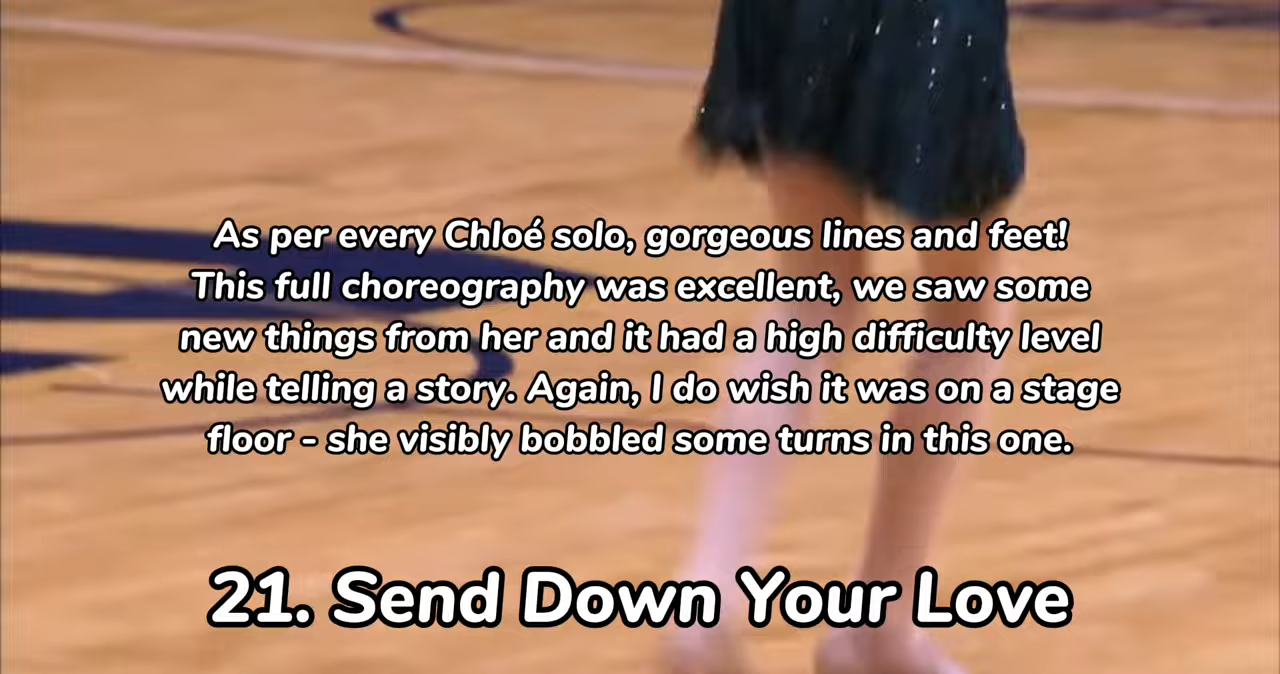 As per every Chloé solo, gorgeous lines and feet!
This full choreography was excellent, we saw some
new things from her and it had a high difficulty level
while telling a story. Again, I do wish it was on a stage
floor - she visibly bobbled some turns in this one.
21. Send Down Your Love